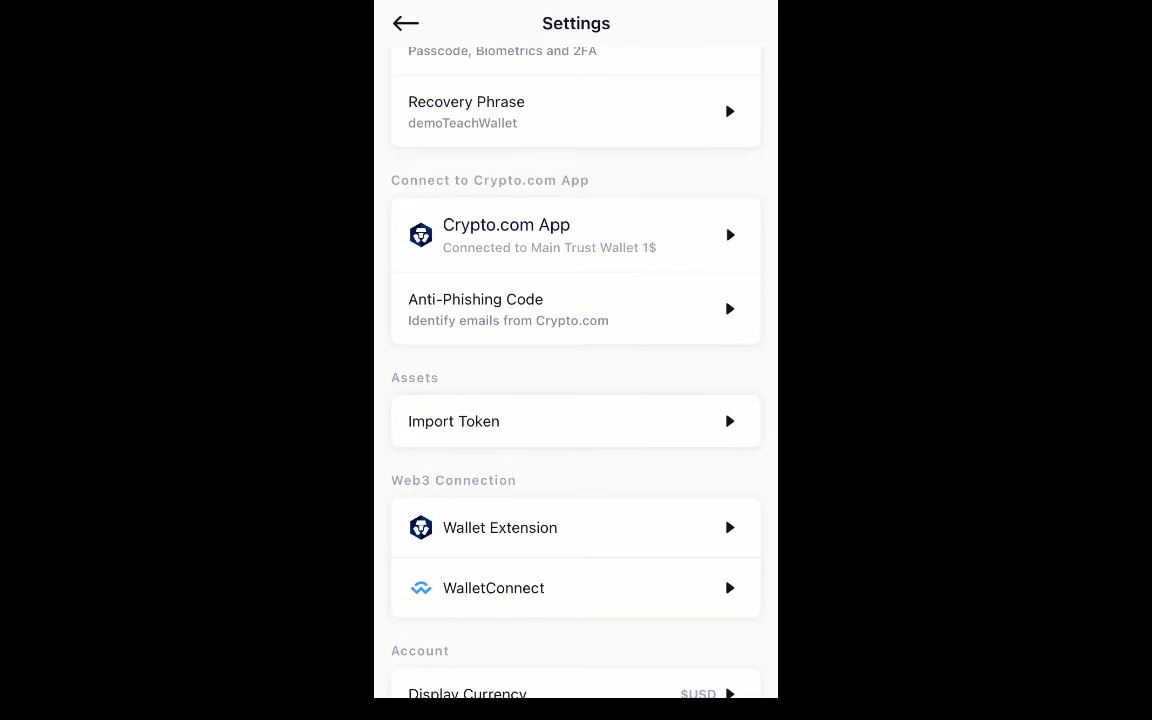 Settings
Passcode, Biometrics and 2FA
Recovery Phrase
demoTeachWallet
Connect to Crypto.com App
Crypto.com App
Connected to Main Trust Wallet 1$
Anti-Phishing Code
Identify emails from Crypto.com
Assets
Import Token
Web3 Connection
Wallet Extension
WalletConnect
Account
Display Currency $USD